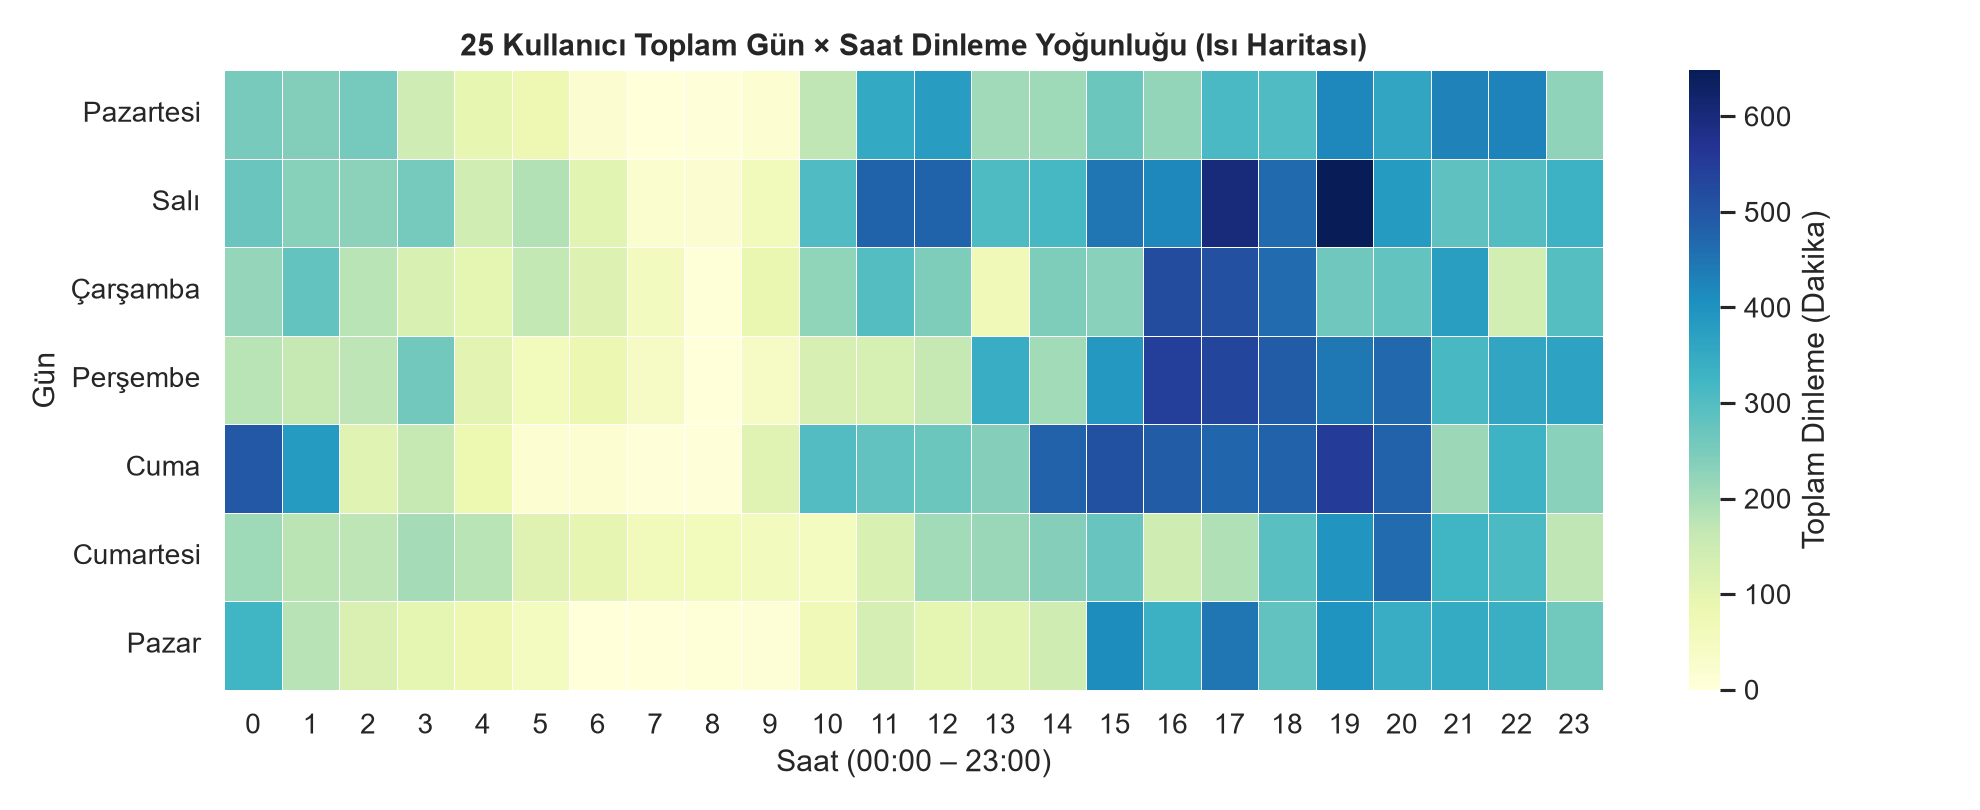 25 Kullanıcı Toplam Gün × Saat Dinleme Yoğunluğu (Isı Haritası)
Gün
Pazartesi
Salı
Çarşamba
Perşembe
Cuma
Cumartesi
Pazar
0 1 2 3 4 5 6 7 8 9 10 11 12 13 14 15 16 17 18 19 20 21 22 23
Saat (00:00 – 23:00)
600
500
400
300
200
100
0
Toplam Dinleme (Dakika)